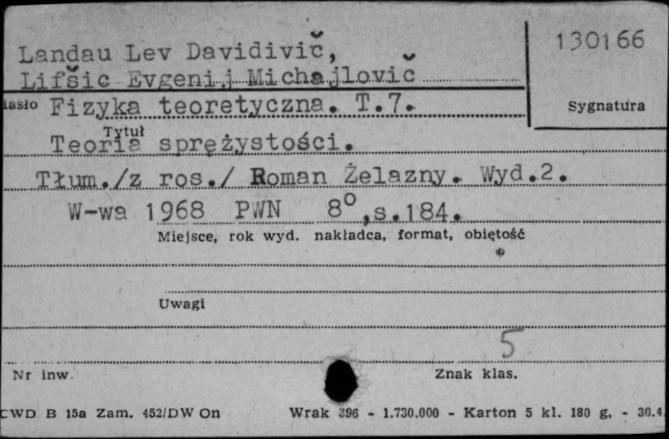 Landau Lev Davidivič,
130166
Lifšic Evgenij Michajlovič
iasło Fizyka teoretyczna. T.7.
Sygnatura
Tytuł
Teoria sprężystości.
Tłum./z ros./ Roman Żelazny. Wyd.2.
W-wa 1968 PWN 8°,s.184.
Miejsce, rok wyd. nakładca, format, objętość
Uwagi
5
Nr inw.
Znak klas.
CWD B 15a Zam. 452/DW On
Wrak 396 - 1.730.000 - Karton 5 kl. 180 g. - 30.4